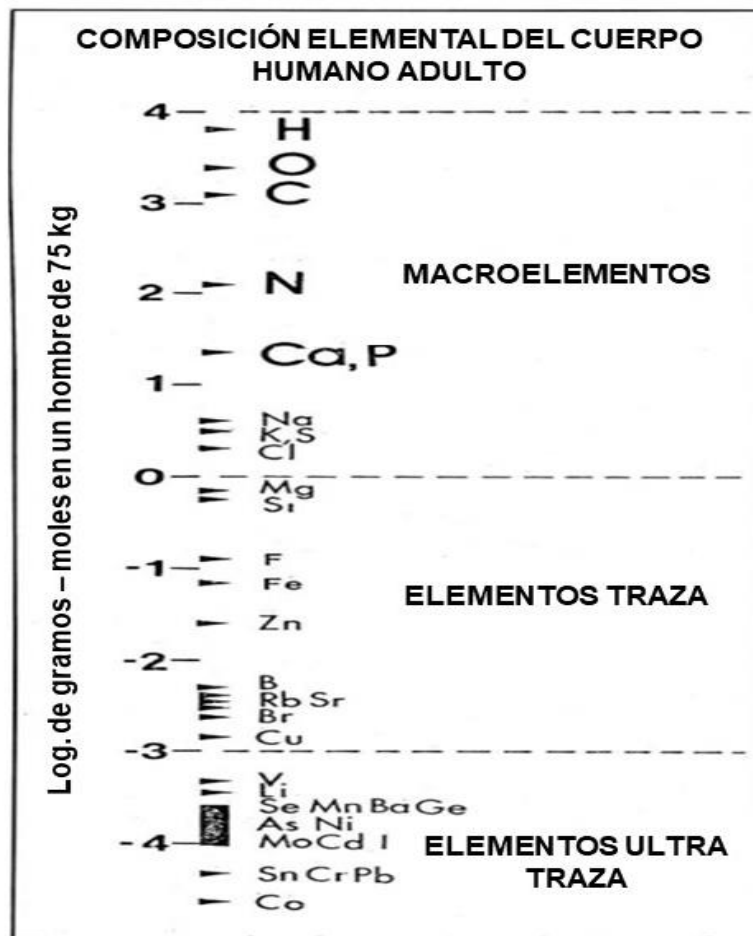 COMPOSICIÓN ELEMENTAL DEL CUERPO
HUMANO ADULTO
Log. de gramos – moles en un hombre de 75 kg
4
H
O
C
3
MACROELEMENTOS
N
2
Ca, P
1
Na
K, S
Cl
0
Mg
Si
F
-1
Fe
ELEMENTOS TRAZA
Zn
-2
B
Rb Sr
Br
Cu
-3
V
Li
Se Mn Ba Ge
As Ni
-4
Mo Cd I
ELEMENTOS ULTRA
TRAZA
Sn Cr Pb
Co